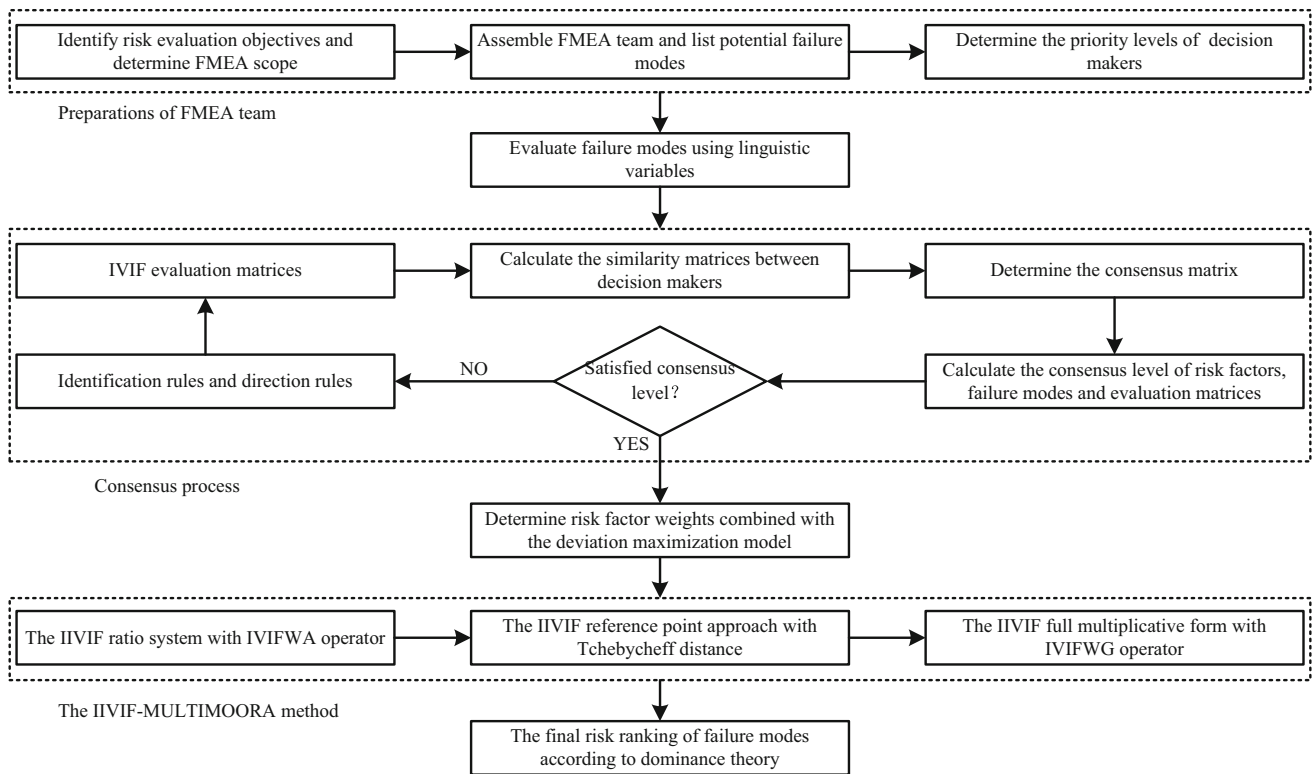 Identify risk evaluation objectives and
determine FMEA scope
Assemble FMEA team and list potential failure
modes
Determine the priority levels of decision
makers
Preparations of FMEA team
Evaluate failure modes using linguistic
variables
IVIF evaluation matrices
Calculate the similarity matrices between
decision makers
Determine the consensus matrix
Identification rules and direction rules
NO
Satisfied consensus
level?
Calculate the consensus level of risk factors,
failure modes and evaluation matrices
YES
Consensus process
Determine risk factor weights combined with
the deviation maximization model
The IIVIF ratio system with IVIFWA operator
The IIVIF reference point approach with
Tchebycheff distance
The IIVIF full multiplicative form with
IVIFWG operator
The IIVIF-MULTIMOORA method
The final risk ranking of failure modes
according to dominance theory